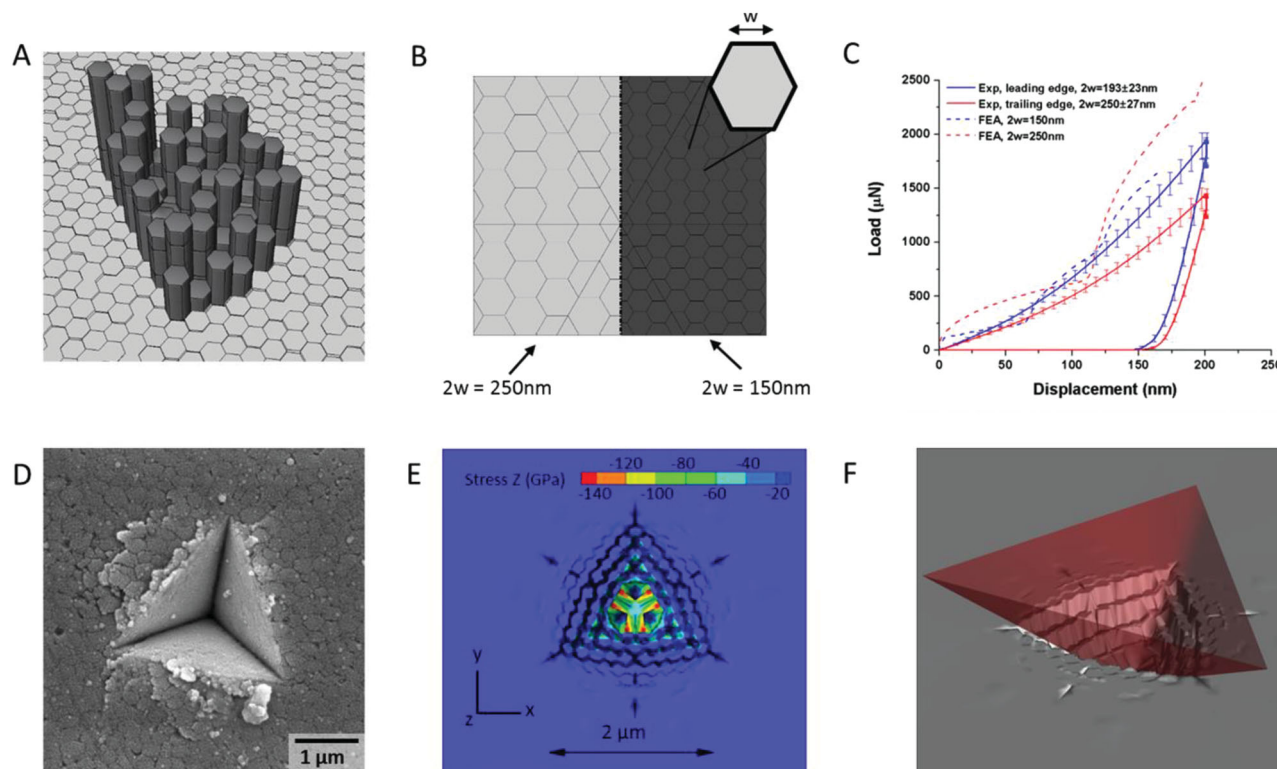 A
B
w
2w = 250nm
2w = 150nm
C
Load (μN)
2500
2000
1500
1000
500
0
Exp, leading edge, 2w=193±23nm
Exp, trailing edge, 2w=250±27nm
FEA, 2w=150nm
FEA, 2w=250nm
0 50 100 150 200 250
Displacement (nm)
D
1 μm
E
-120 -80 -40
Stress Z (GPa)
-140 -100 -60 -20
y
z x
2 μm
F